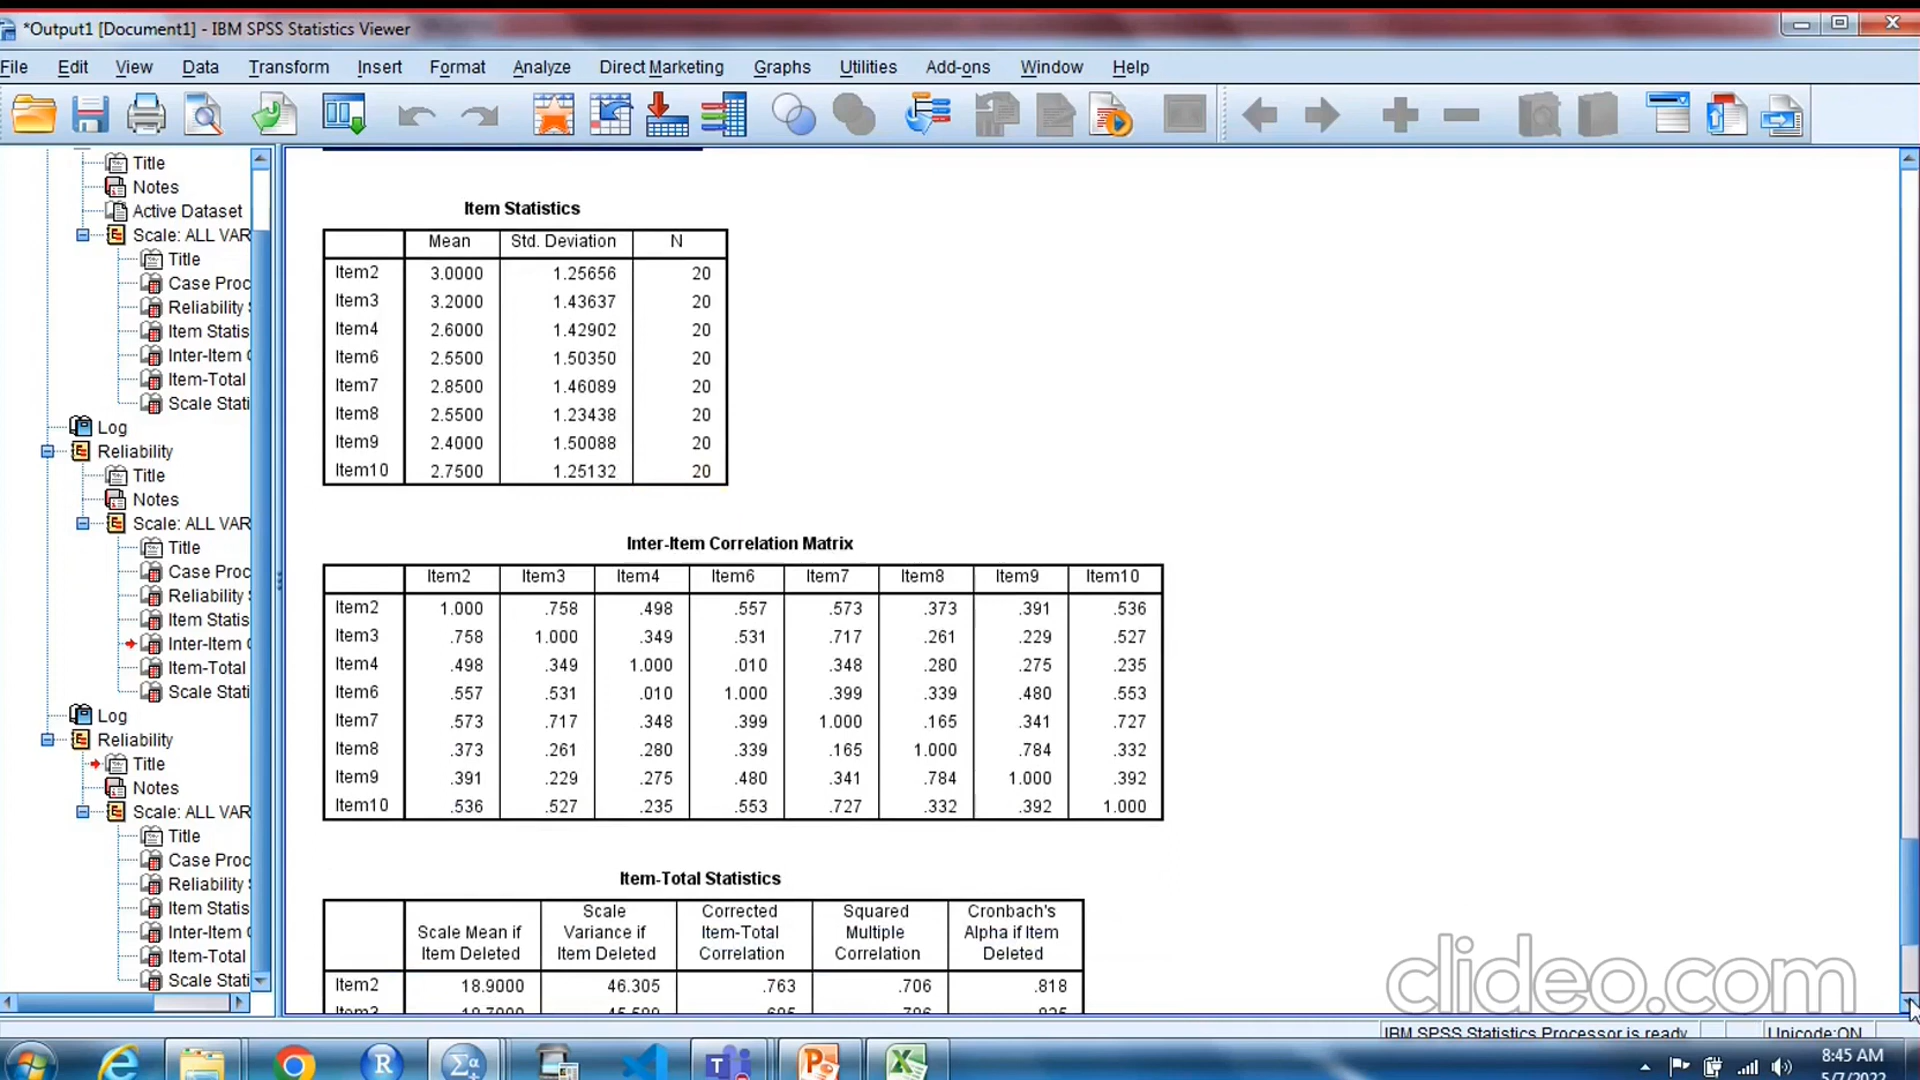 *Output1 [Document1] - IBM SPSS Statistics Viewer
File Edit View Data Transform Insert Format Analyze Direct Marketing Graphs Utilities Add-ons Window Help
Title
Notes
Active Dataset
Scale: ALL VAR
Title
Case Proc
Reliability
Item Statis
Inter-Item
Item-Total
Scale Stati
Log
Reliability
Title
Notes
Scale: ALL VAR
Title
Case Proc
Reliability
Item Statis
Inter-Item
Item-Total
Scale Stati
Log
Reliability
Title
Notes
Scale: ALL VAR
Title
Case Proc
Reliability
Item Statis
Inter-Item
Item-Total
Scale Stati
Item Statistics
Mean Std. Deviation N
Item2 3.0000 1.25656 20
Item3 3.2000 1.43637 20
Item4 2.6000 1.42902 20
Item6 2.5500 1.50350 20
Item7 2.8500 1.46089 20
Item8 2.5500 1.23438 20
Item9 2.4000 1.50088 20
Item10 2.7500 1.25132 20
Inter-Item Correlation Matrix
Item2 Item3 Item4 Item6 Item7 Item8 Item9 Item10
Item2 1.000 .758 .498 .557 .573 .373 .391 .536
Item3 .758 1.000 .349 .531 .717 .261 .229 .527
Item4 .498 .349 1.000 .010 .348 .280 .275 .235
Item6 .557 .531 .010 1.000 .399 .339 .480 .553
Item7 .573 .717 .348 .399 1.000 .165 .341 .727
Item8 .373 .261 .280 .339 .165 1.000 .784 .332
Item9 .391 .229 .275 .480 .341 .784 1.000 .392
Item10 .536 .527 .235 .553 .727 .332 .392 1.000
Item-Total Statistics
Scale Mean if Item Deleted Scale Variance if Item Deleted Corrected Item-Total Correlation Squared Multiple Correlation Cronbach's Alpha if Item Deleted
Item2 18.9000 46.305 .763 .706 .818
Item3
clideo.com
IBM SPSS Statistics Processor is ready Unicode:ON
8:45 AM
5/7/2022